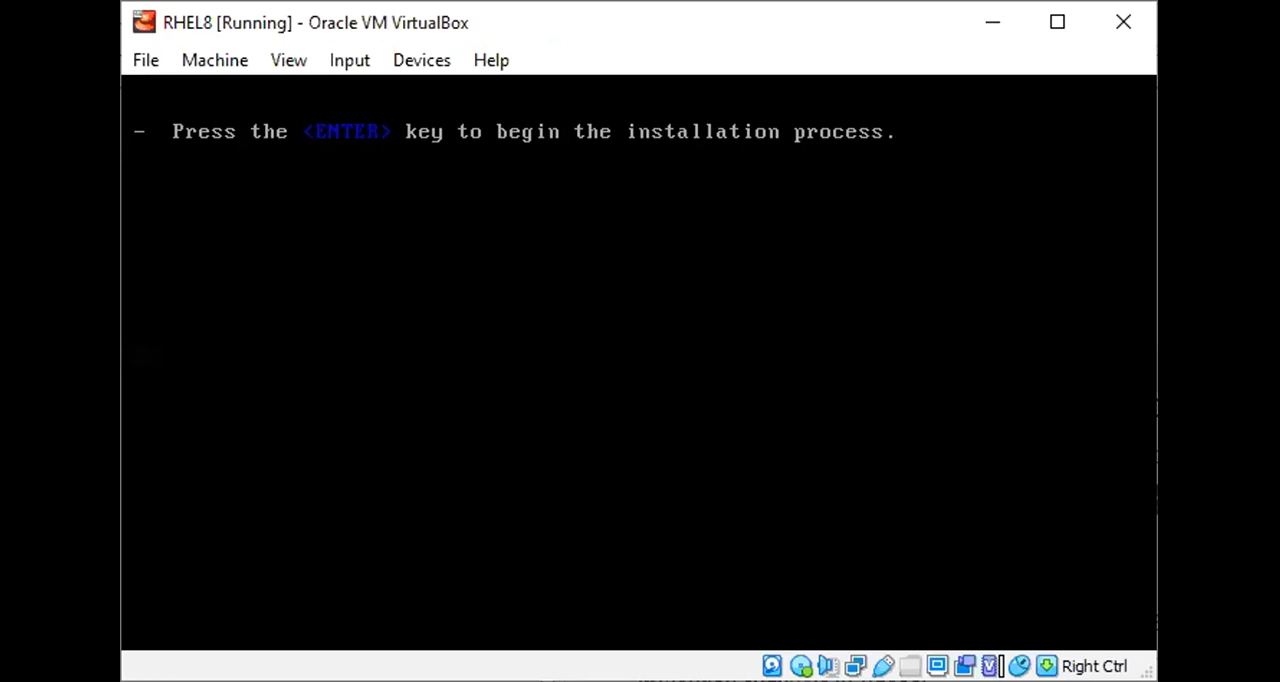 RHEL8 [Running] - Oracle VM VirtualBox
File Machine View Input Devices Help
- Press the <ENTER> key to begin the installation process.
Right Ctrl